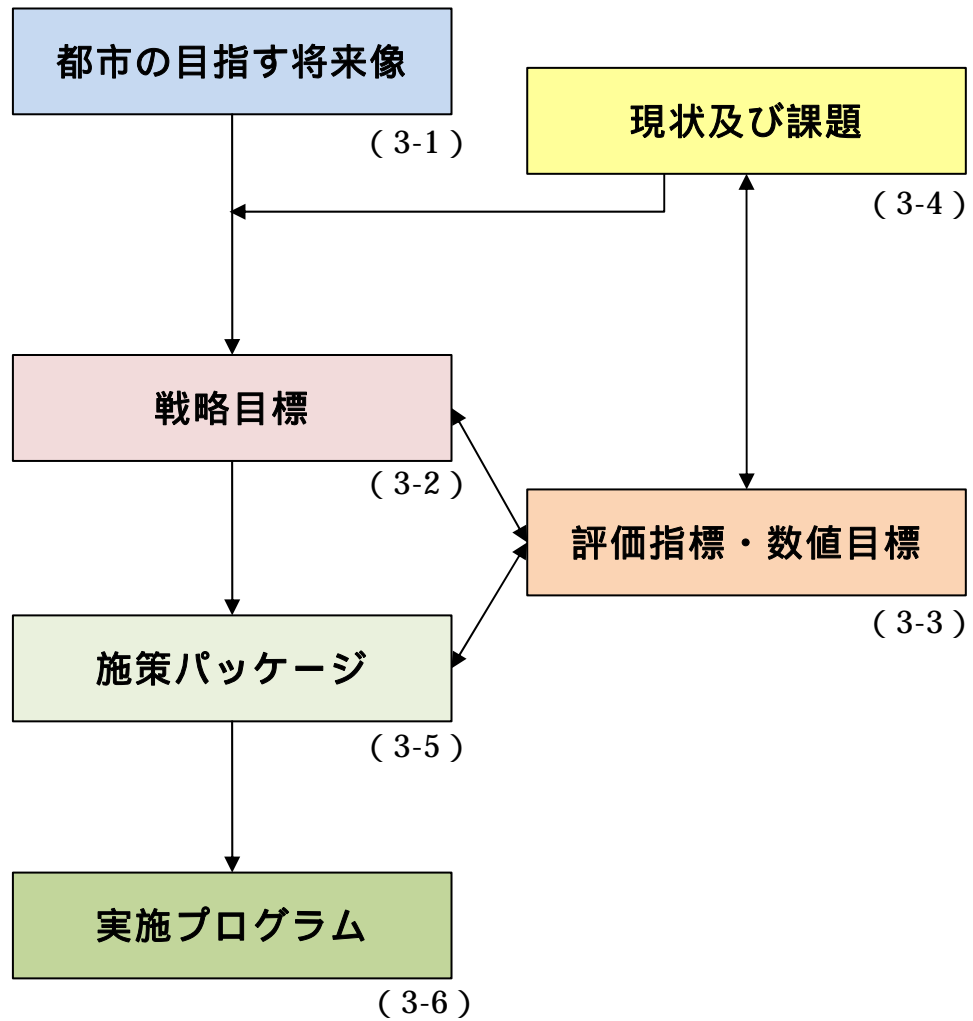 都市の目指す将来像
（3-1）
現状及び課題
（3-4）
戦略目標
（3-2）
評価指標・数値目標
（3-3）
施策パッケージ
（3-5）
実施プログラム
（3-6）